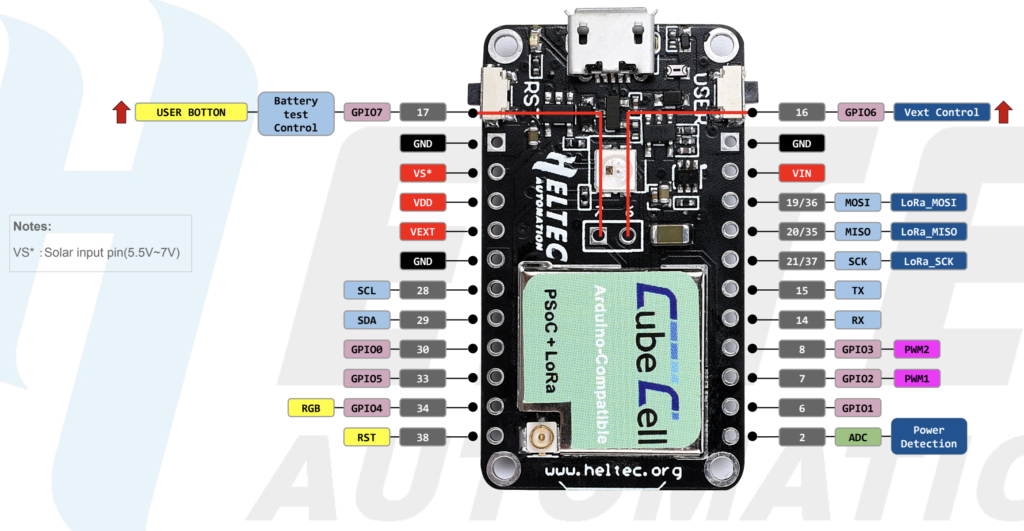 USER BOTTON
Battery
test
Control
GPIO7
17
16
GPIO6
Vext Control
GND
GND
VS*
VIN
VDD
19/36
MOSI
LoRa_MOSI
VEXT
20/35
MISO
LoRa_MISO
GND
21/37
SCK
LoRa_SCK
SCL
28
15
TX
SDA
29
14
RX
GPIO0
30
8
GPIO3
PWM2
GPIO5
33
7
GPIO2
PWM1
RGB
GPIO4
34
6
GPIO1
RST
38
2
ADC
Power
Detection
Notes:
VS* : Solar input pin(5.5V~7V)
RST
USER
HELTEC
AUTOMATION
CubeCell
Arduino-Compatible
PSoC + LoRa
www.heltec.org